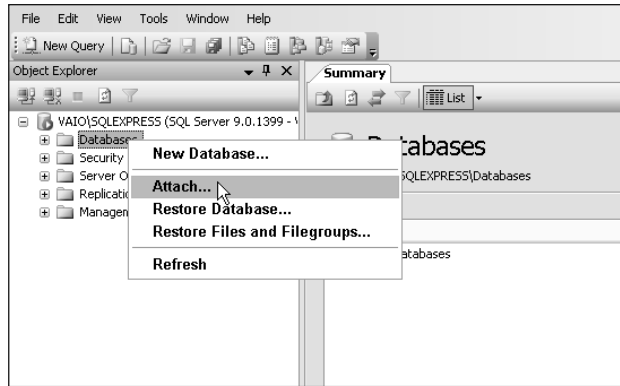 File Edit View Tools Window Help
New Query
Object Explorer
Summary
List
VAIO\SQLEXPRESS (SQL Server 9.0.1399 -
Databases
Security
Server O
Replicatio
Managem
New Database...
Attach...
Restore Database...
Restore Files and Filegroups...
Refresh
tabases
SQLEXPRESS\Databases
atabases